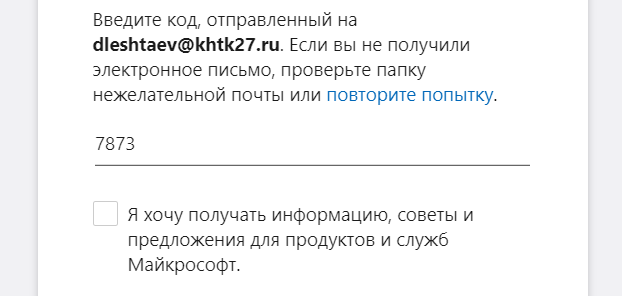 Введите код, отправленный на
dleshtaev@khtk27.ru. Если вы не получили
электронное письмо, проверьте папку
нежелательной почты или повторите попытку.
7873
Я хочу получать информацию, советы и
предложения для продуктов и служб
Майкрософт.